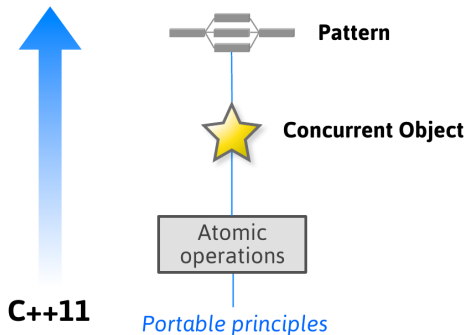 Pattern
Concurrent Object
Atomic
operations
C++11
Portable principles